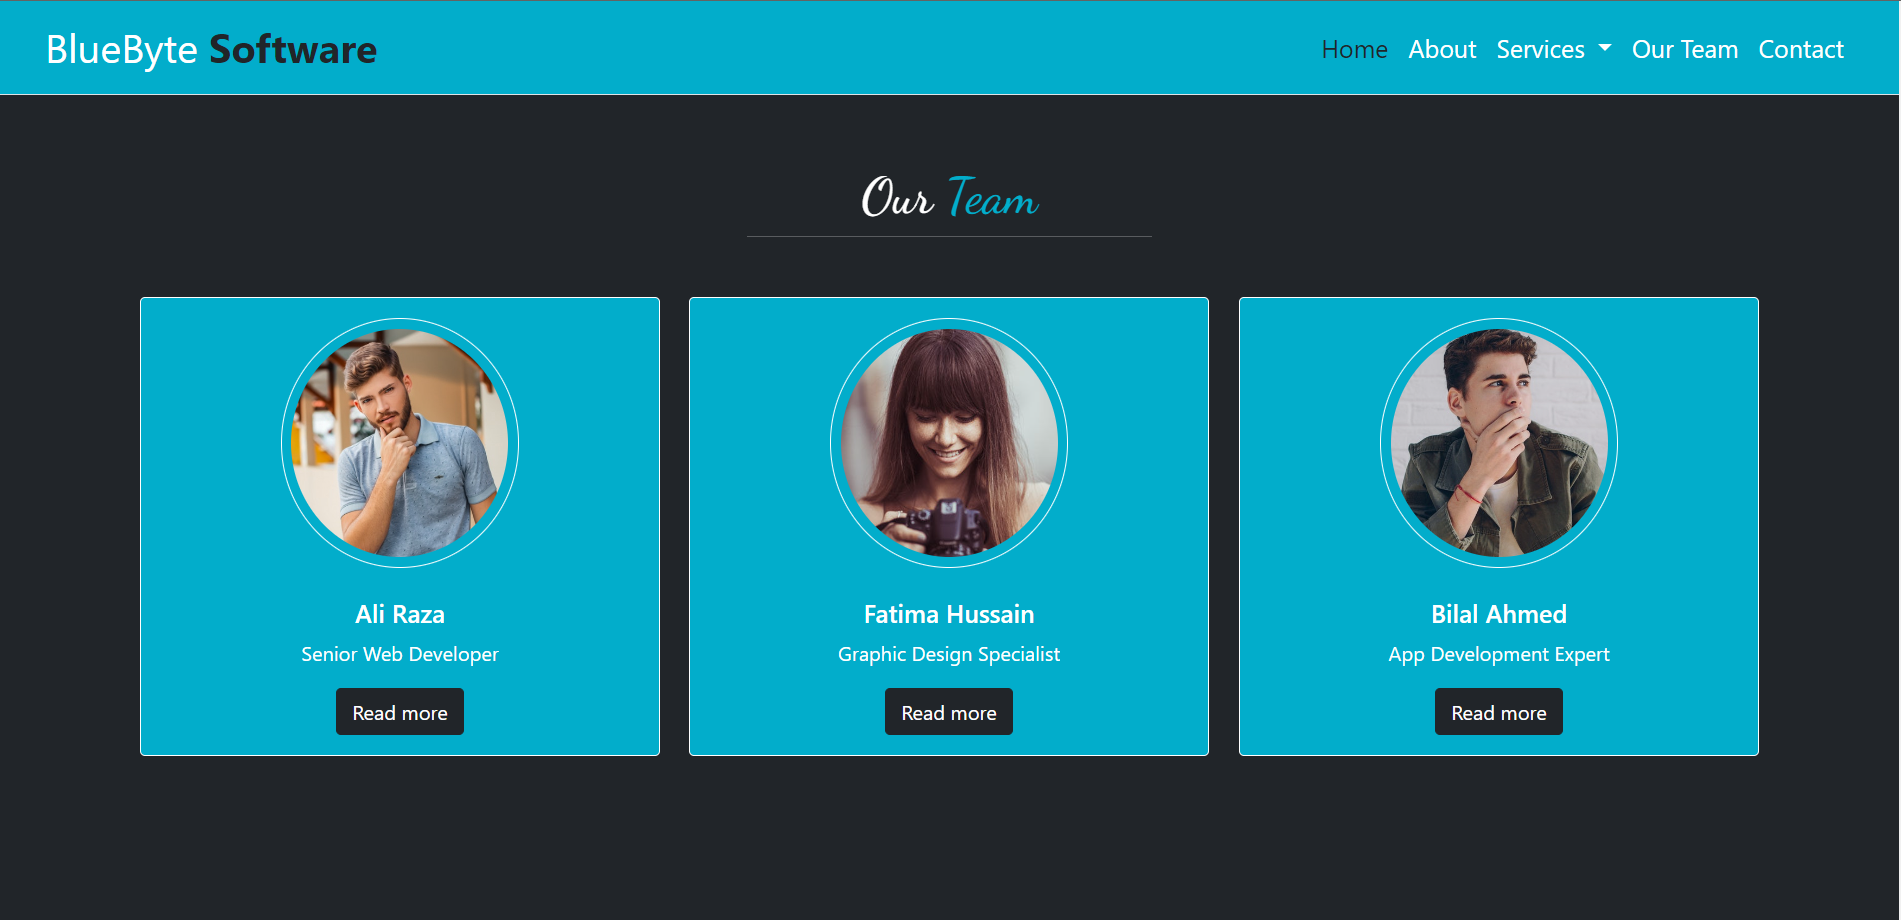 BlueByte Software
Home About Services Our Team Contact
Our Team
Ali Raza
Senior Web Developer
Read more
Fatima Hussain
Graphic Design Specialist
Read more
Bilal Ahmed
App Development Expert
Read more